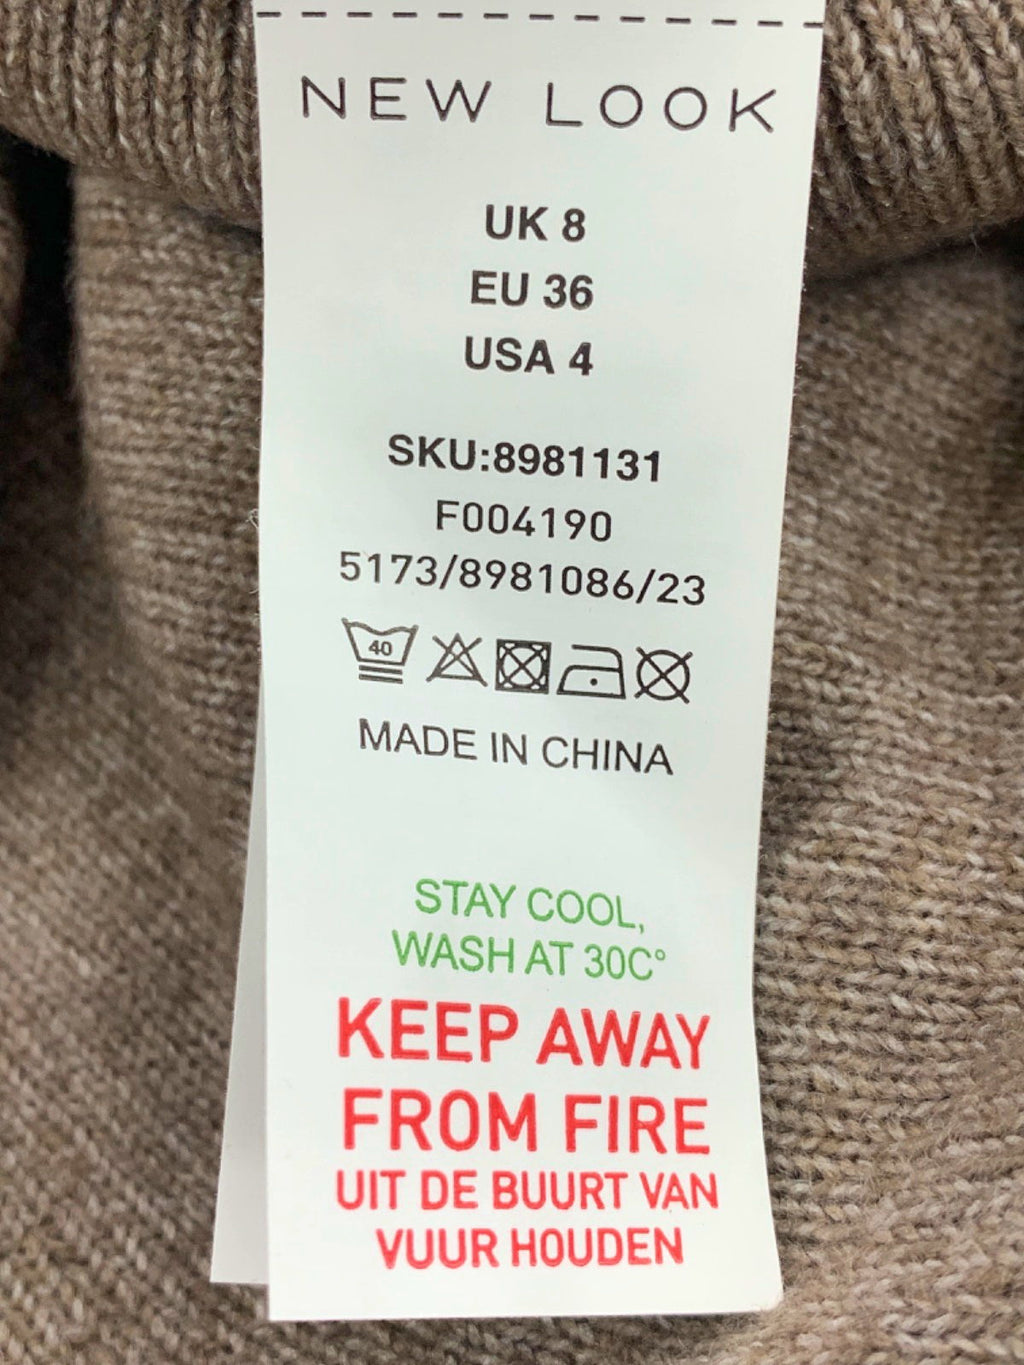 NEW LOOK
UK 8
EU 36
USA 4
SKU:8981131
F004190
5173/8981086/23
40
MADE IN CHINA
STAY COOL,
WASH AT 30C°
KEEP AWAY
FROM FIRE
UIT DE BUURT VAN
VUUR HOUDEN